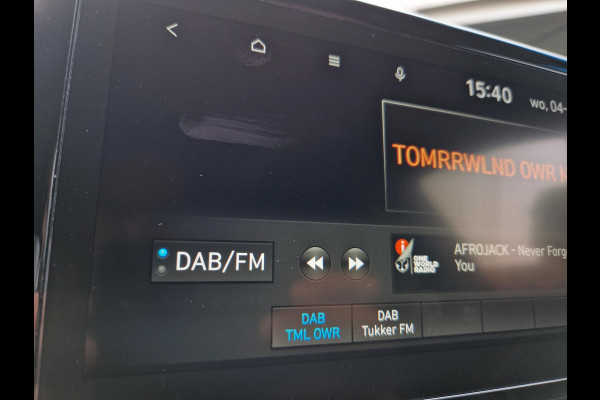 15:40 wo, 04-
TOMRRWLND OWR
DAB/FM
ONE WORLD RADIO
AFROJACK - Never Forg
You
DAB
TML OWR
DAB
Tukker FM